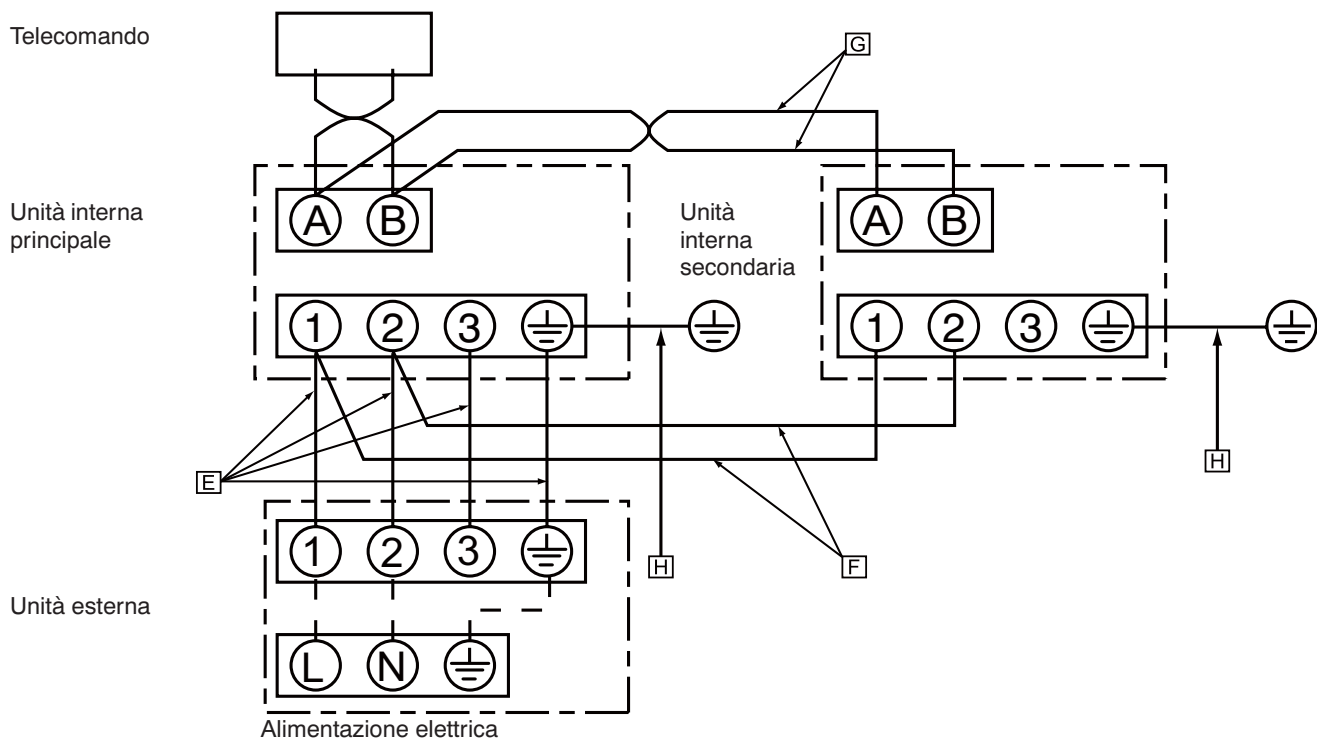 Telecomando
G
Unità interna
principale
A B
Unità
interna
secondaria
A B
1 2 3
1 2 3
E
H
1 2 3
H
F
Unità esterna
L N
Alimentazione elettrica